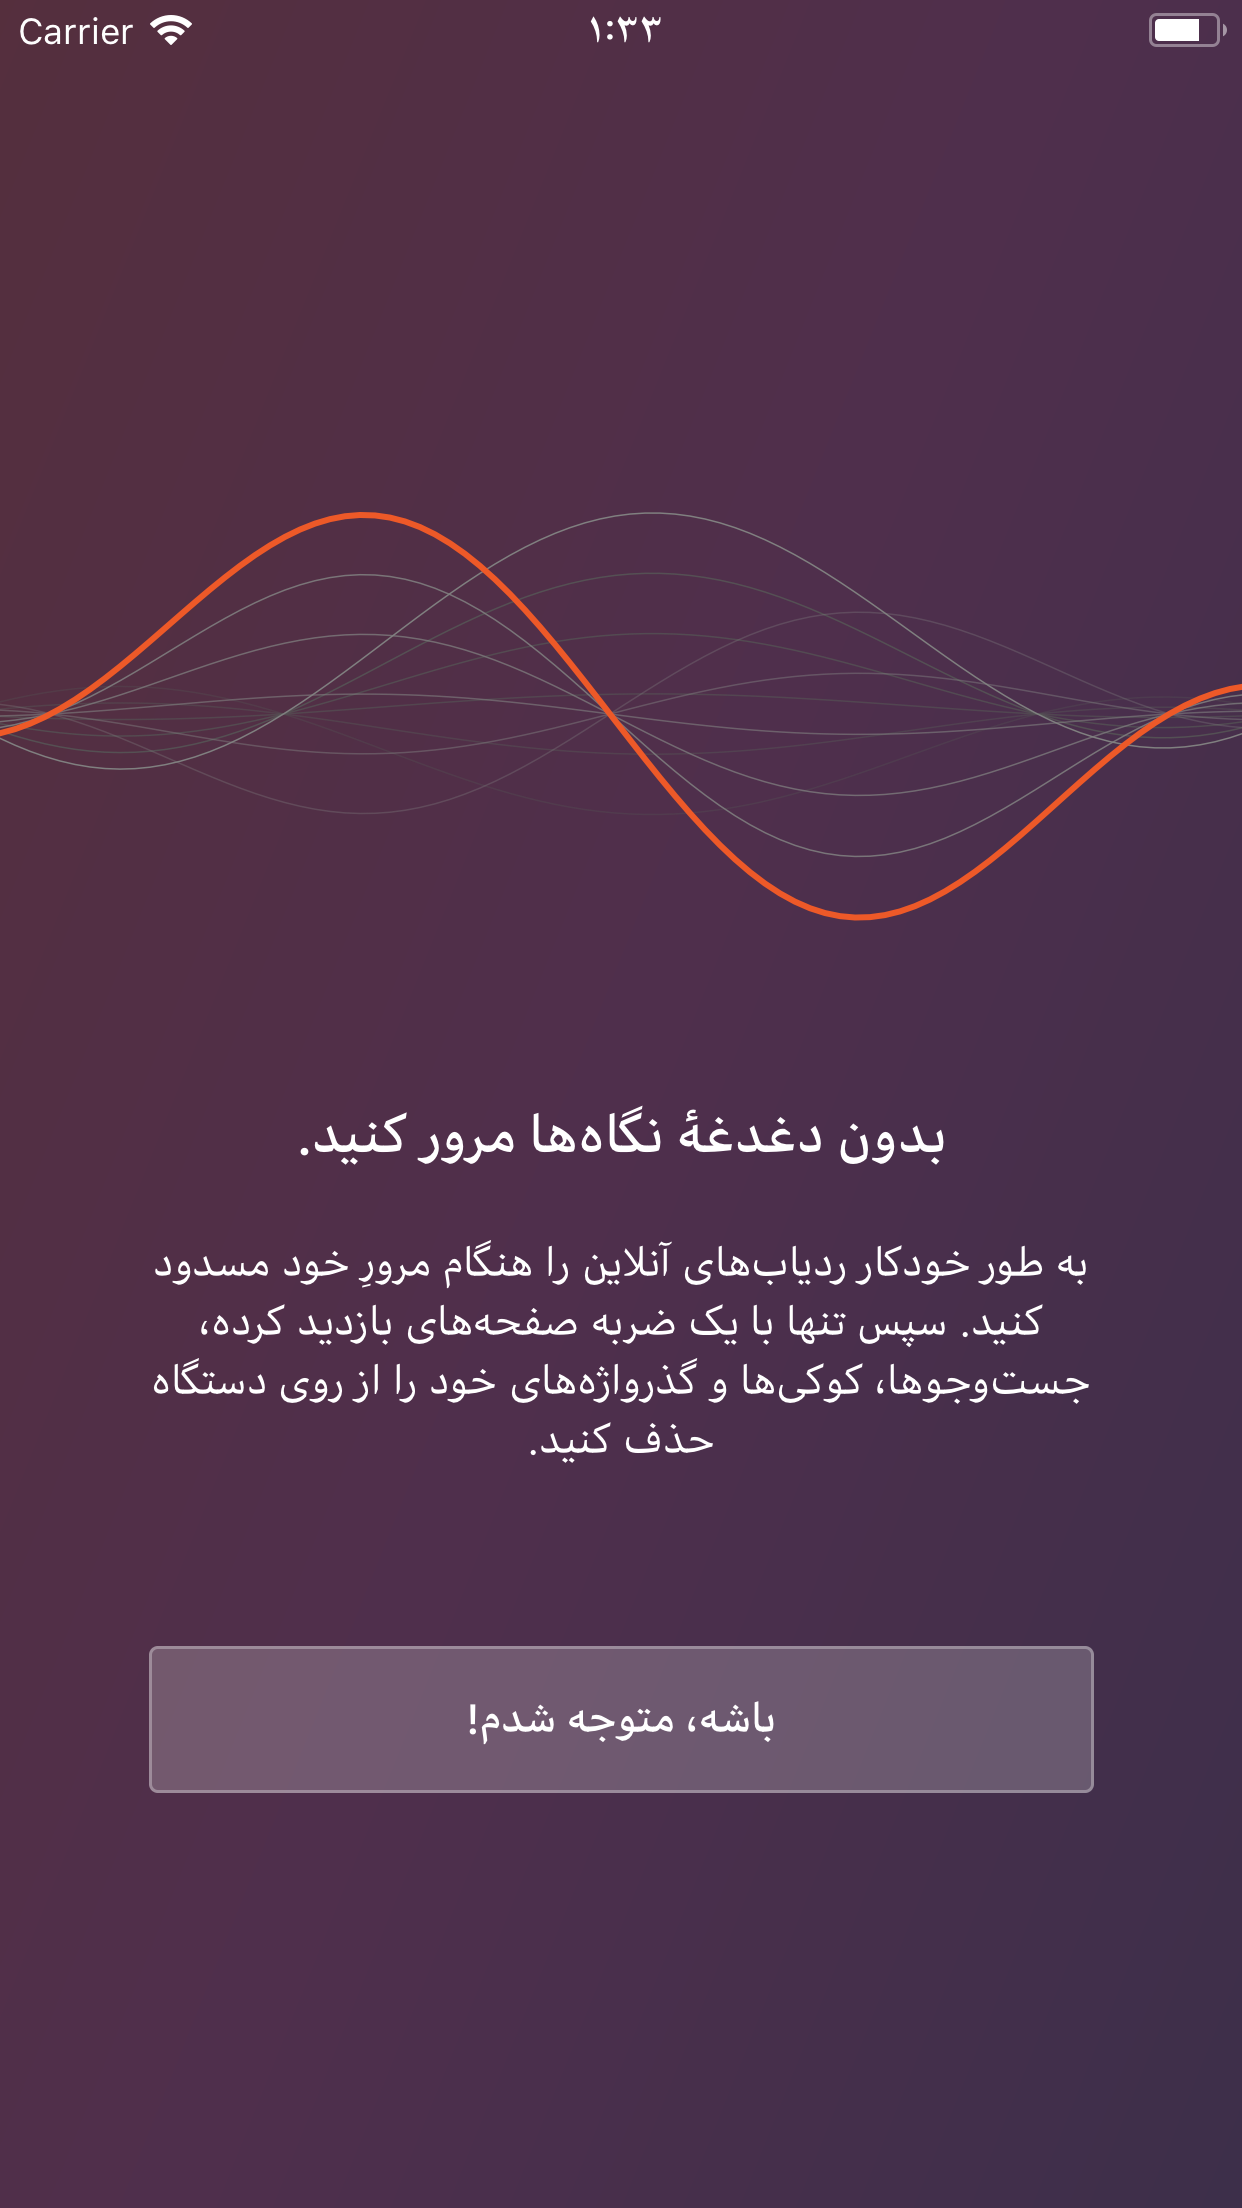 Carrier
۱:۳۳
بدون دغدغهٔ نگاه‌ها مرور کنید.
به طور خودکار ردیاب‌های آنلاین را هنگام مرورِ خود مسدود
کنید. سپس تنها با یک ضربه صفحه‌های بازدید کرده،
جست‌وجوها، کوکی‌ها و گذرواژه‌های خود را از روی دستگاه
حذف کنید.
باشه، متوجه شدم!